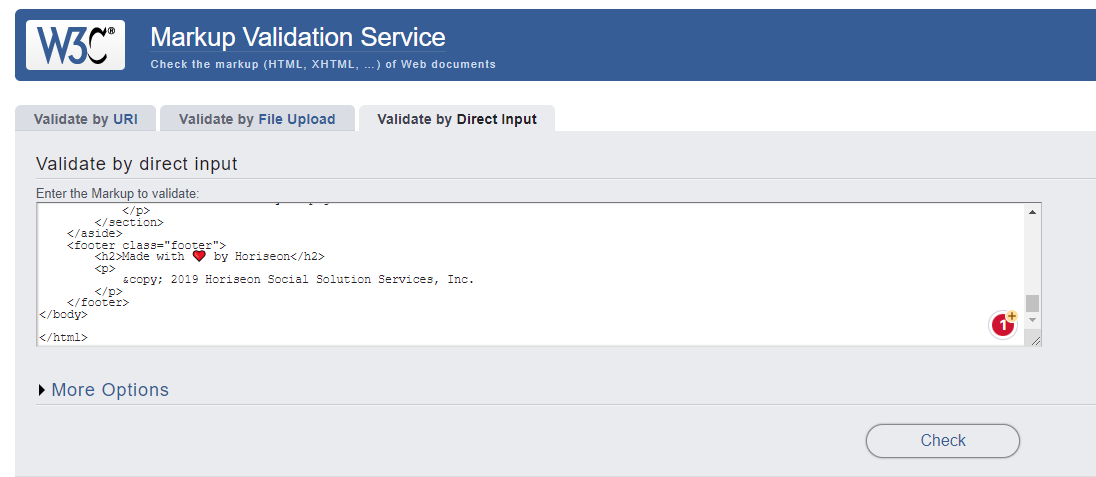 W3C®
Markup Validation Service
Check the markup (HTML, XHTML, …) of Web documents
Validate by URI
Validate by File Upload
Validate by Direct Input
Validate by direct input
Enter the Markup to validate:
</p>
</section>
</aside>
<footer class="footer">
<h2>Made with ❤️ by Horiseon</h2>
<p>
&copy; 2019 Horiseon Social Solution Services, Inc.
</p>
</footer>
</body>
</html>
1+
More Options
Check